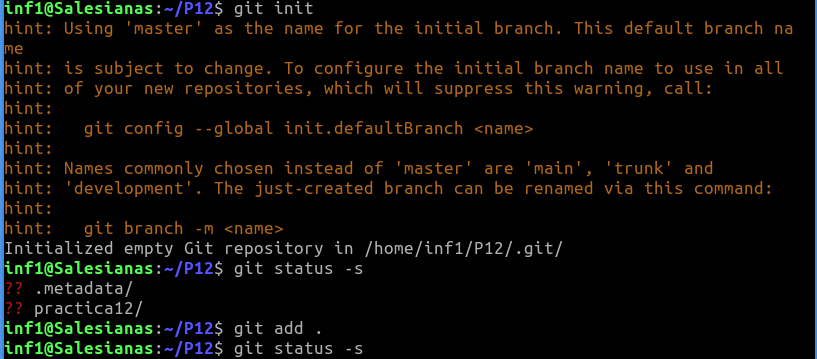 inf1@Salesianas:~/P12$ git init
hint: Using 'master' as the name for the initial branch. This default branch na
me
hint: is subject to change. To configure the initial branch name to use in all
hint: of your new repositories, which will suppress this warning, call:
hint:
hint:   git config --global init.defaultBranch <name>
hint:
hint: Names commonly chosen instead of 'master' are 'main', 'trunk' and
hint: 'development'. The just-created branch can be renamed via this command:
hint:
hint:   git branch -m <name>
Initialized empty Git repository in /home/inf1/P12/.git/
inf1@Salesianas:~/P12$ git status -s
?? .metadata/
?? practica12/
inf1@Salesianas:~/P12$ git add .
inf1@Salesianas:~/P12$ git status -s